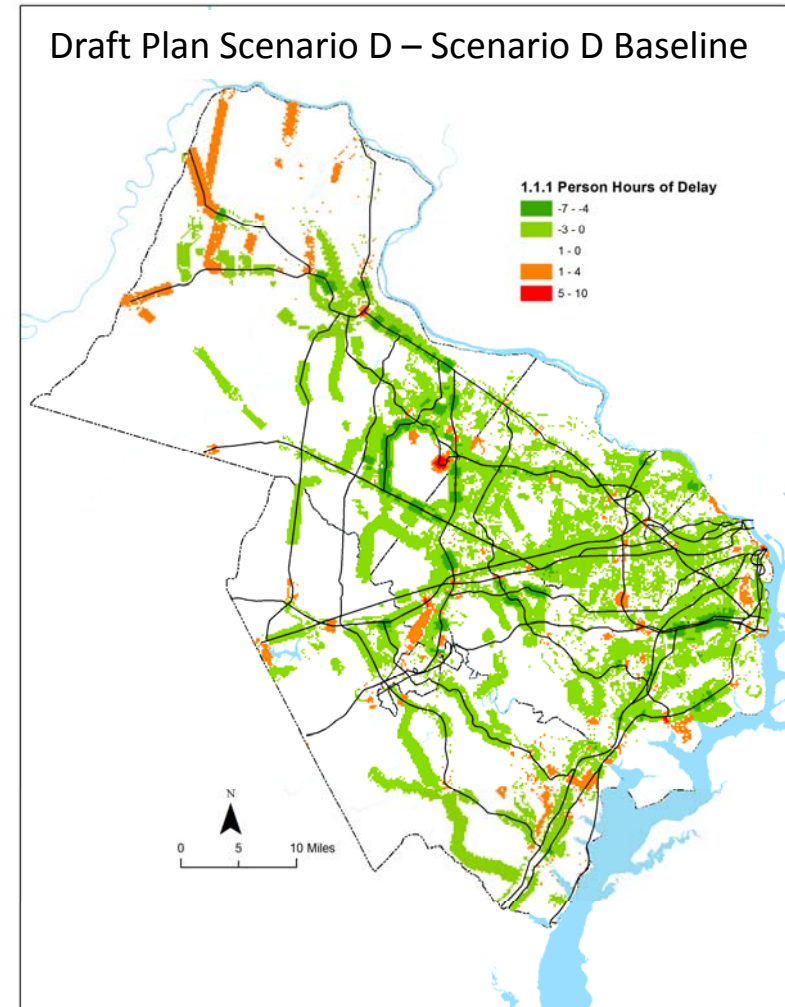 Draft Plan Scenario D – Scenario D Baseline
1.1.1 Person Hours of Delay
-7 - -4
-3 - 0
1 - 0
1 - 4
5 - 10
N
0 5 10 Miles